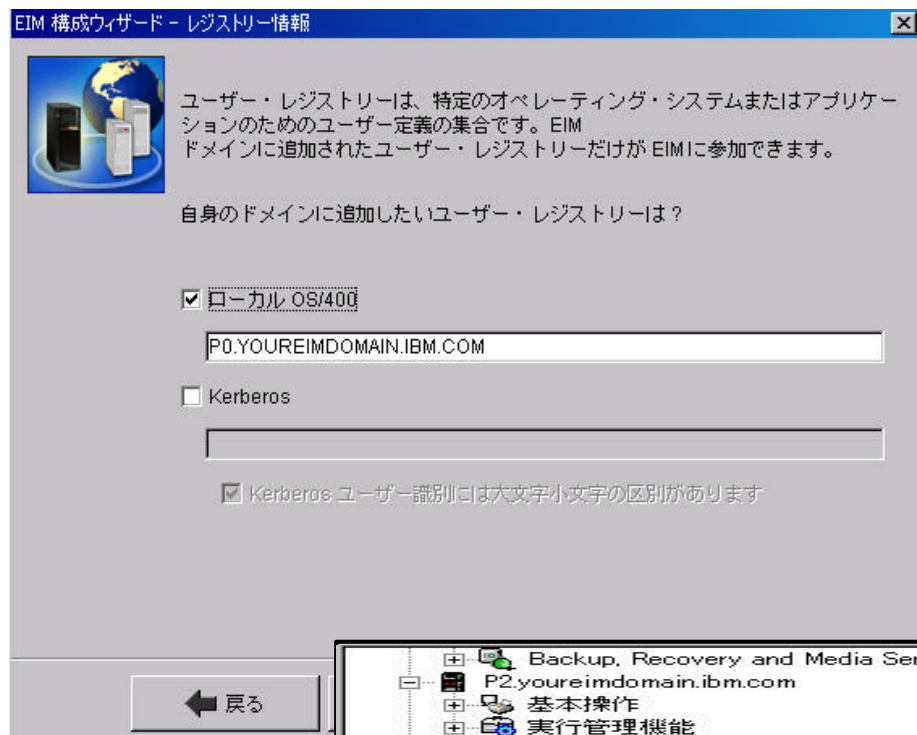 EIM 構成ウィザード - レジストリー情報
ユーザー・レジストリーは、特定のオペレーティング・システムまたはアプリケー
ションのためのユーザー定義の集合です。EIM
ドメインに追加されたユーザー・レジストリーだけが EIMに参加できます。
自身のドメインに追加したいユーザー・レジストリーは？
ローカル OS/400
P0.YOUREIMDOMAIN.IBM.COM
Kerberos
Kerberos ユーザー識別には大文字小文字の区別があります
戻る
Backup, Recovery and Media Ser
P2.youreimdomain.ibm.com
基本操作
実行管理機能